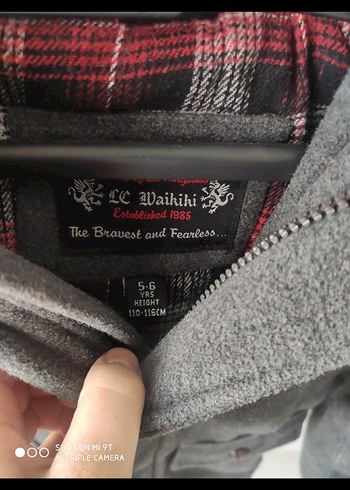 LC Waikiki
Established 1985
The Bravest and Fearless...
5-6
YRS
HEIGHT
110-116CM
SHOT ON MI 9T
TRIPLE CAMERA